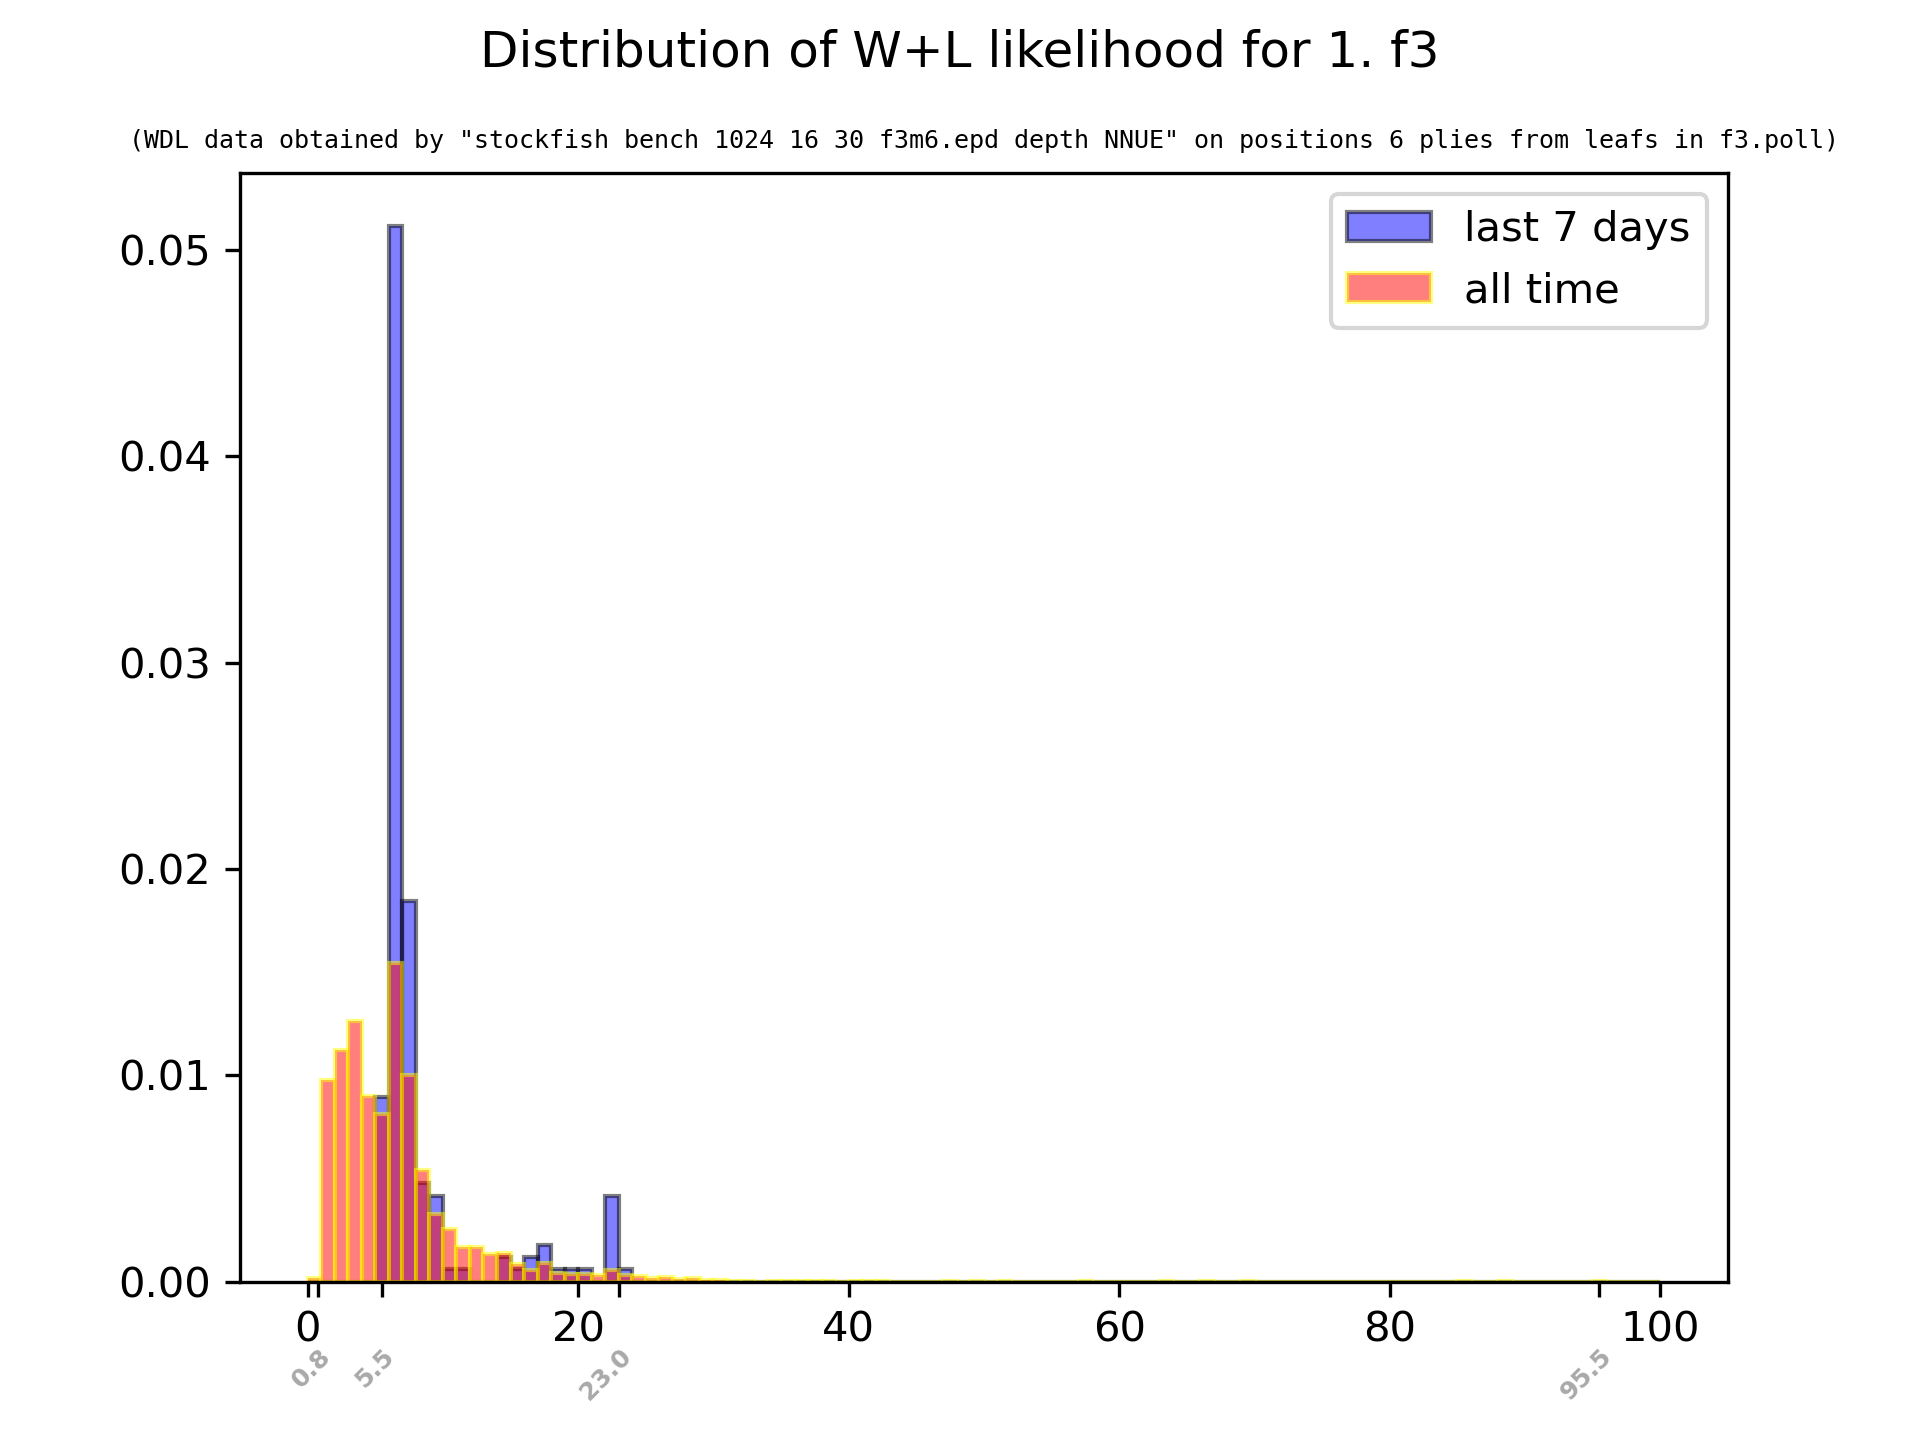 Distribution of W+L likelihood for 1. f3
(WDL data obtained by "stockfish bench 1024 16 30 f3m6.epd depth NNUE" on positions 6 plies from leafs in f3.poll)
last 7 days
all time
0.05
0.04
0.03
0.02
0.01
0.00
0 20 40 60 80 100
0.8 5.5 23.0 95.5